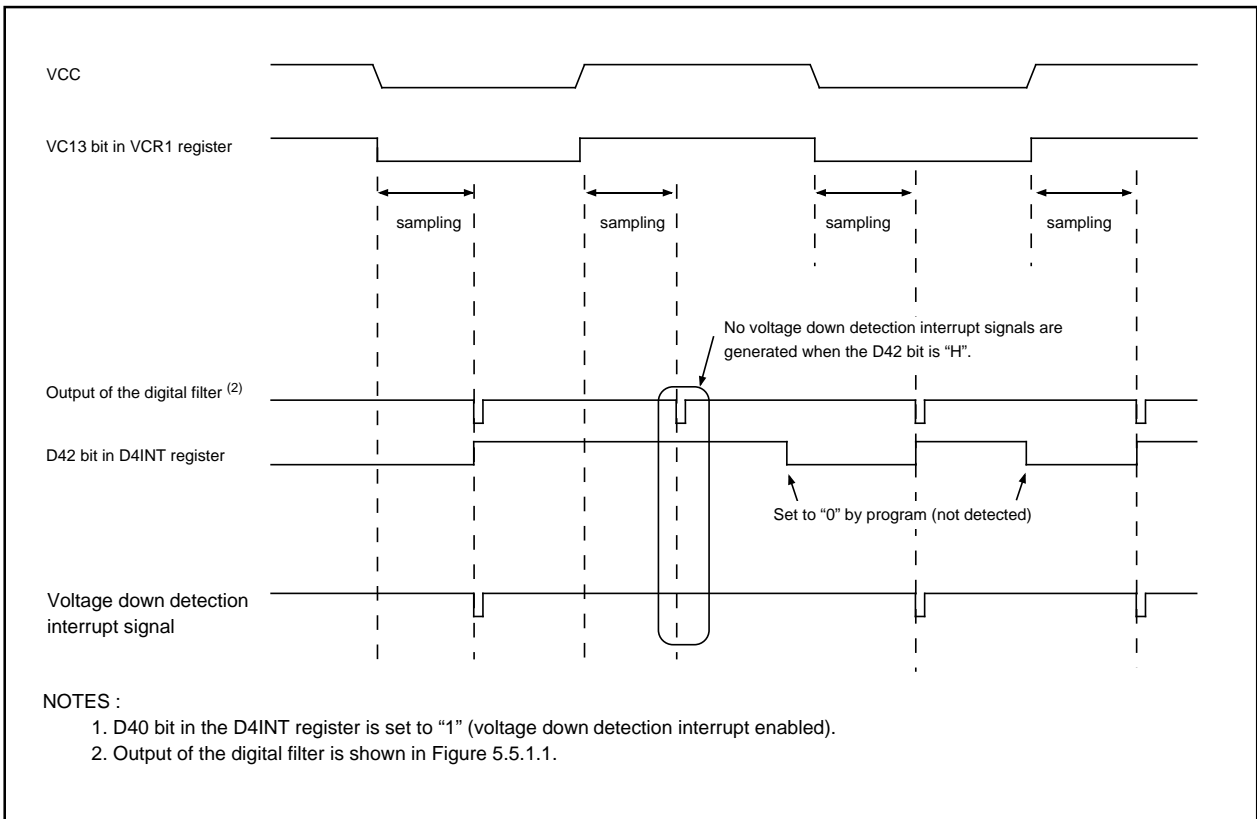 VCC
VC13 bit in VCR1 register
sampling
sampling
sampling
sampling
No voltage down detection interrupt signals are
generated when the D42 bit is “H”.
Output of the digital filter (2)
D42 bit in D4INT register
Set to “0” by program (not detected)
Voltage down detection
interrupt signal
NOTES :
1. D40 bit in the D4INT register is set to “1” (voltage down detection interrupt enabled).
2. Output of the digital filter is shown in Figure 5.5.1.1.